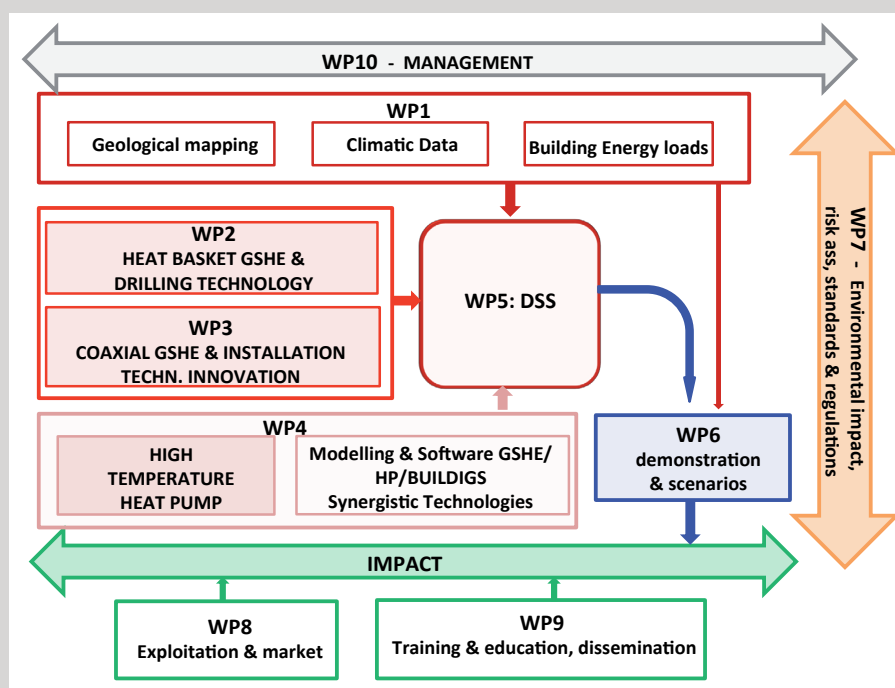 WP10 - MANAGEMENT
WP1
Geological mapping
Climatic Data
Building Energy loads
WP2
HEAT BASKET GSHE &
DRILLING TECHNOLOGY
WP3
COAXIAL GSHE & INSTALLATION
TECHN. INNOVATION
WP5: DSS
WP4
HIGH
TEMPERATURE
HEAT PUMP
Modelling & Software GSHE/
HP/BUILDIGS
Synergistic Technologies
WP6
demonstration
& scenarios
WP7 - Environmental impact,
risk ass, standards & regulations
IMPACT
WP8
Exploitation & market
WP9
Training & education, dissemination